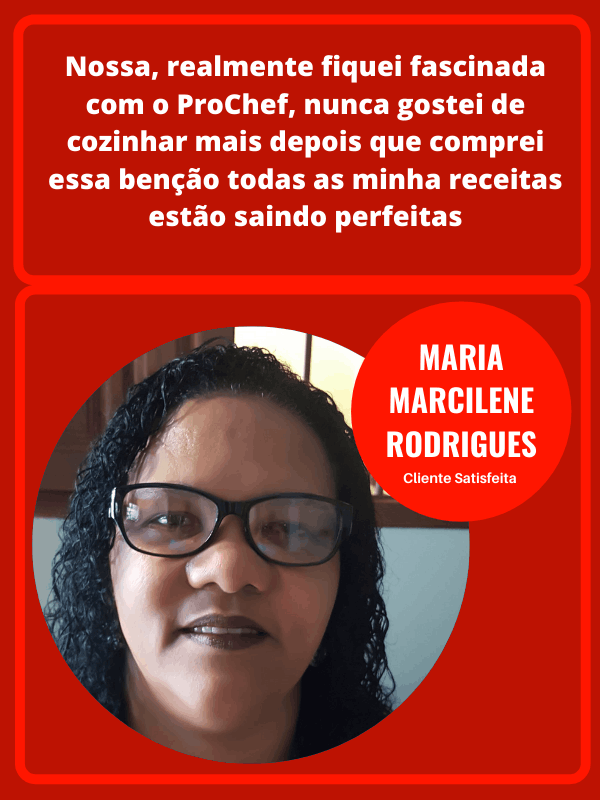 Nossa, realmente fiquei fascinada
com o ProChef, nunca gostei de
cozinhar mais depois que comprei
essa benção todas as minha receitas
estão saindo perfeitas
MARIA
MARCILENE
RODRIGUES
Cliente Satisfeita